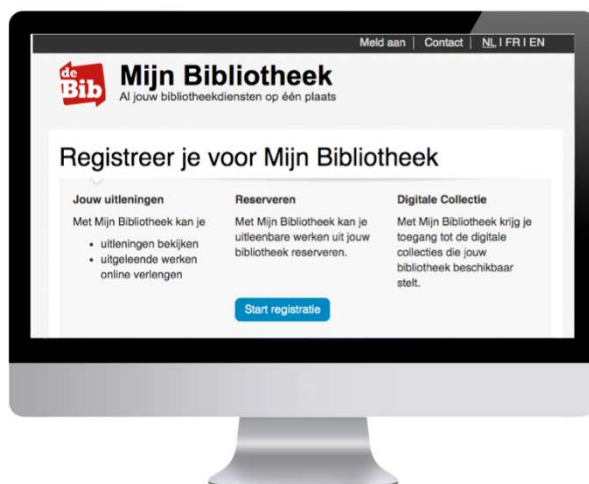 Meld aan | Contact | NL I FR I EN
de
Bib
Mijn Bibliotheek
Al jouw bibliotheekdiensten op één plaats
Registreer je voor Mijn Bibliotheek
Jouw uitleningen
Met Mijn Bibliotheek kan je
• uitleningen bekijken
• uitgeleende werken
online verlengen
Reserveren
Met Mijn Bibliotheek kan je
uitleenbare werken uit jouw
bibliotheek reserveren.
Digitale Collectie
Met Mijn Bibliotheek krijg je
toegang tot de digitale
collecties die jouw
bibliotheek beschikbaar
stelt.
Start registratie